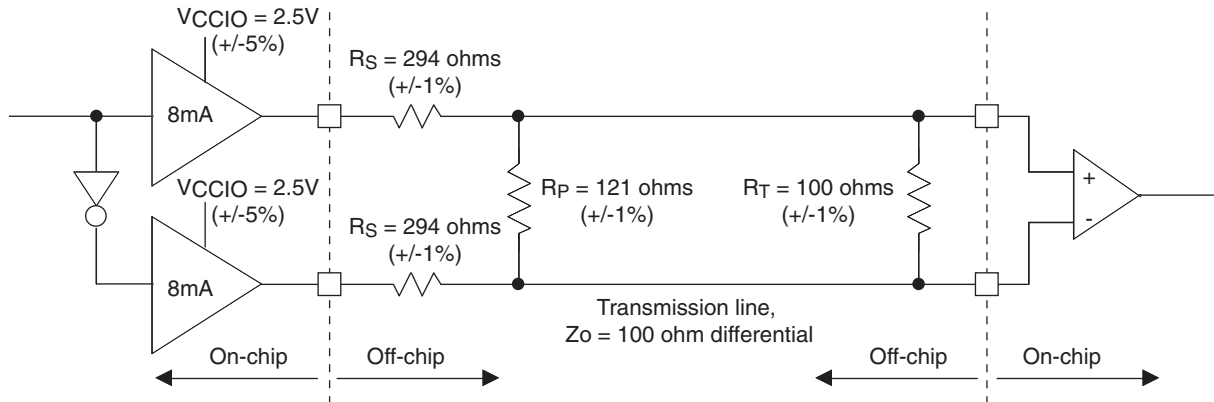 VCCIO = 2.5V
(+/-5%)
RS = 294 ohms
(+/-1%)
8mA
VCCIO = 2.5V
(+/-5%)
RS = 294 ohms
(+/-1%)
8mA
RP = 121 ohms
(+/-1%)
RT = 100 ohms
(+/-1%)
+
-
Transmission line,
Zo = 100 ohm differential
On-chip
Off-chip
Off-chip
On-chip